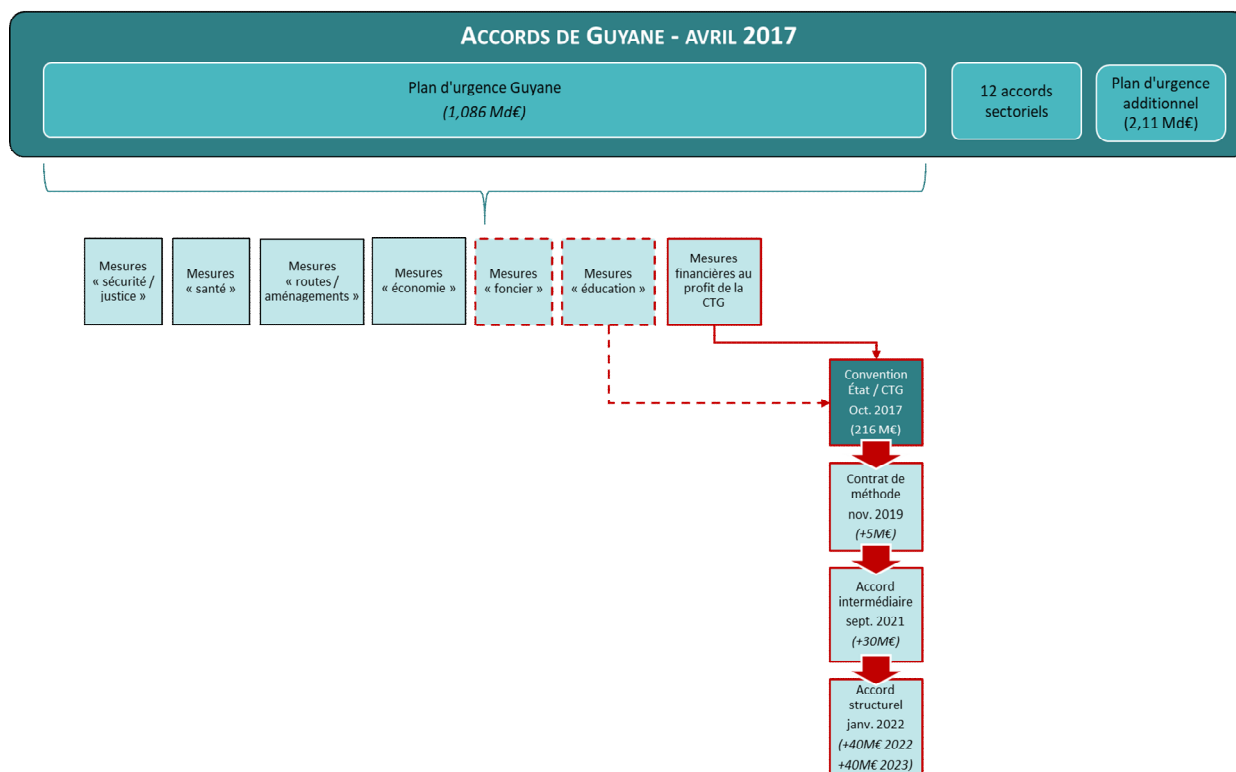 ACCORDS DE GUYANE - AVRIL 2017
Plan d'urgence Guyane
(1,086 Md€)
12 accords
sectoriels
Plan d'urgence
additionnel
(2,11 Md€)
Mesures
« sécurité /
justice »
Mesures
« santé »
Mesures
« routes /
aménagements »
Mesures
« économie »
Mesures
« foncier »
Mesures
« éducation »
Mesures
financières au
profit de la
CTG
Convention
État / CTG
Oct. 2017
(216 M€)
Contrat de
méthode
nov. 2019
(+5M€)
Accord
intermédiaire
sept. 2021
(+30M€)
Accord
structurel
janv. 2022
(+40M€ 2022
+40M€ 2023)